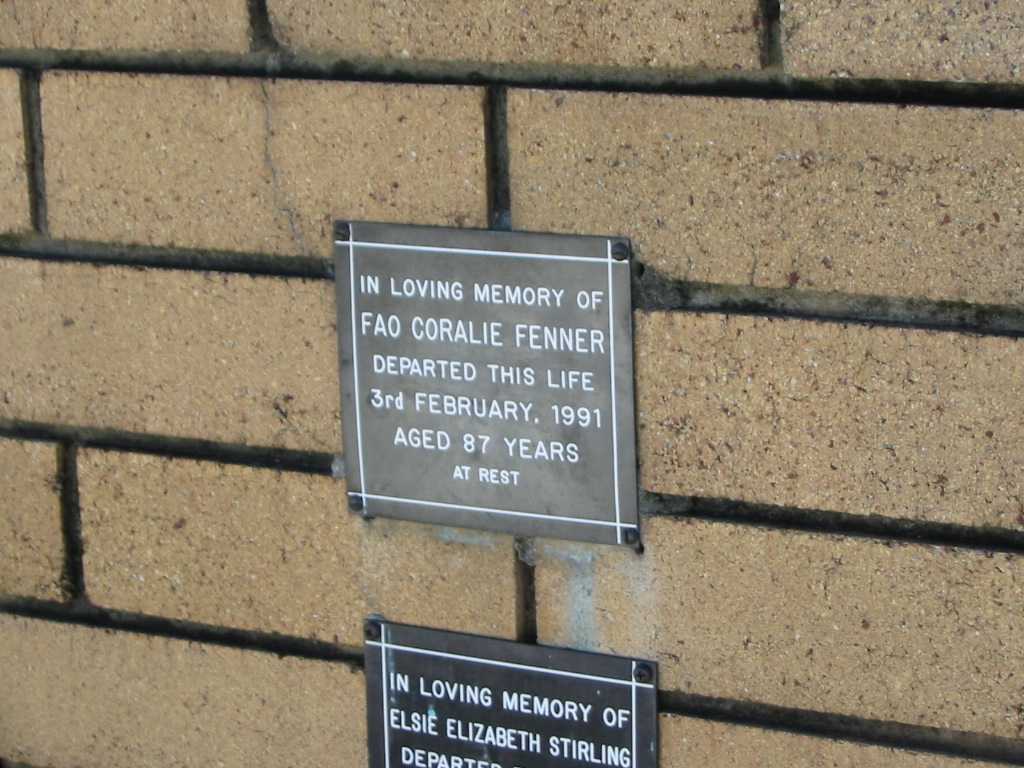 IN LOVING MEMORY OF
FAO CORALIE FENNER
DEPARTED THIS LIFE
3rd FEBRUARY, 1991
AGED 87 YEARS
AT REST
IN LOVING MEMORY OF
ELSIE ELIZABETH STIRLING
DEPARTED